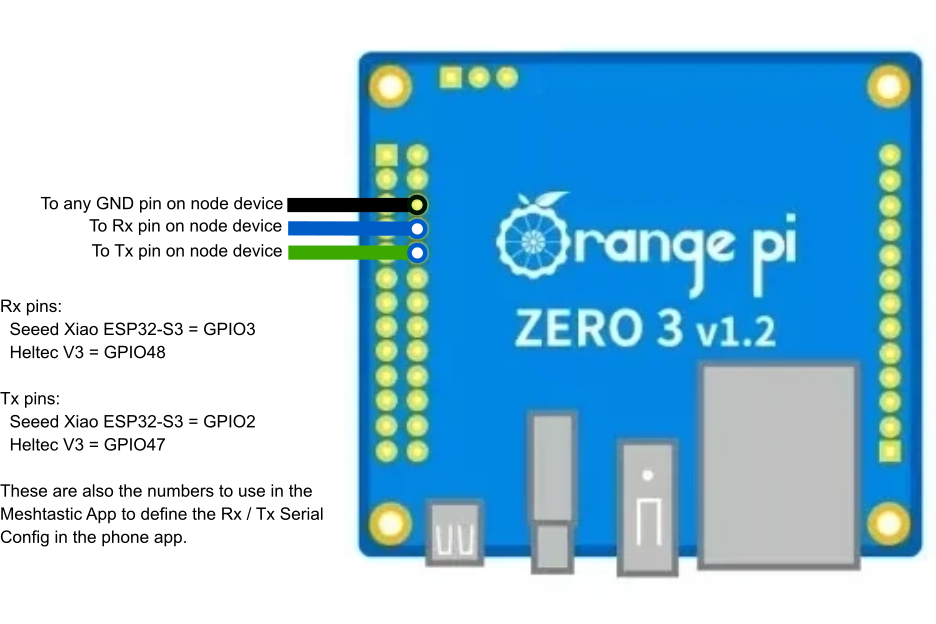 To any GND pin on node device
To Rx pin on node device
To Tx pin on node device
Rx pins:
Seeed Xiao ESP32-S3 = GPIO3
Heltec V3 = GPIO48
Tx pins:
Seeed Xiao ESP32-S3 = GPIO2
Heltec V3 = GPIO47
These are also the numbers to use in the
Meshtastic App to define the Rx / Tx Serial
Config in the phone app.
Orange pi
ZERO 3 v1.2